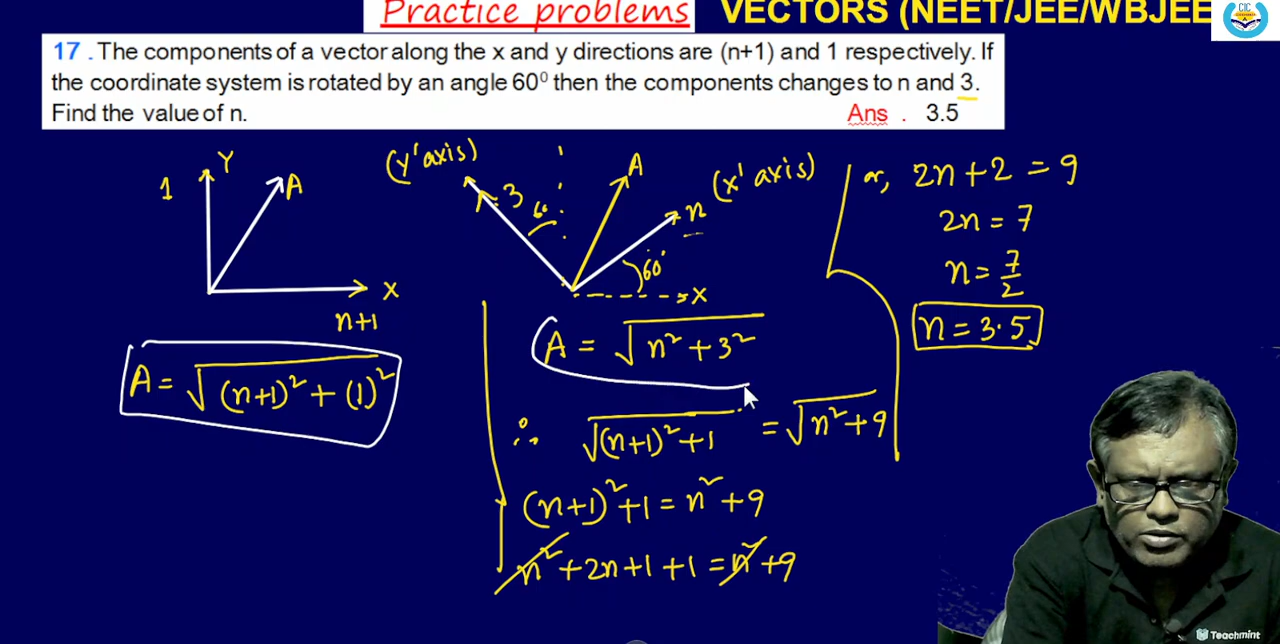 Practice problems
VECTORS (NEET/JEE/WBJEE
CIC
17 . The components of a vector along the x and y directions are (n+1) and 1 respectively. If
the coordinate system is rotated by an angle 60⁰ then the components changes to n and 3.
Find the value of n.
Ans . 3.5
1
Y
A
X
n+1
A = √(n+1)² + (1)²
(y' axis)
3
60
A
n
(x' axis)
60°
X
A = √n² + 3²
∴ √(n+1)² + 1 = √n² + 9
(n+1)² + 1 = n² + 9
n² + 2n + 1 + 1 = n² + 9
or, 2n + 2 = 9
2n = 7
n = 7/2
n = 3.5
Teachmint